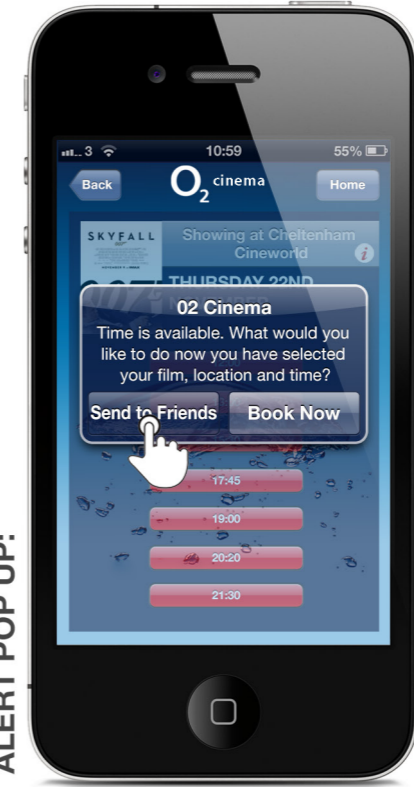 3
10:59
55%
Back
O2 cinema
Home
SKYFALL
Showing at Cheltenham
Cineworld
i
THURSDAY 22ND
007
02 Cinema
Time is available. What would you
like to do now you have selected
your film, location and time?
Send to Friends
Book Now
17:45
19:00
20:20
21:30
ALERT POP UP!